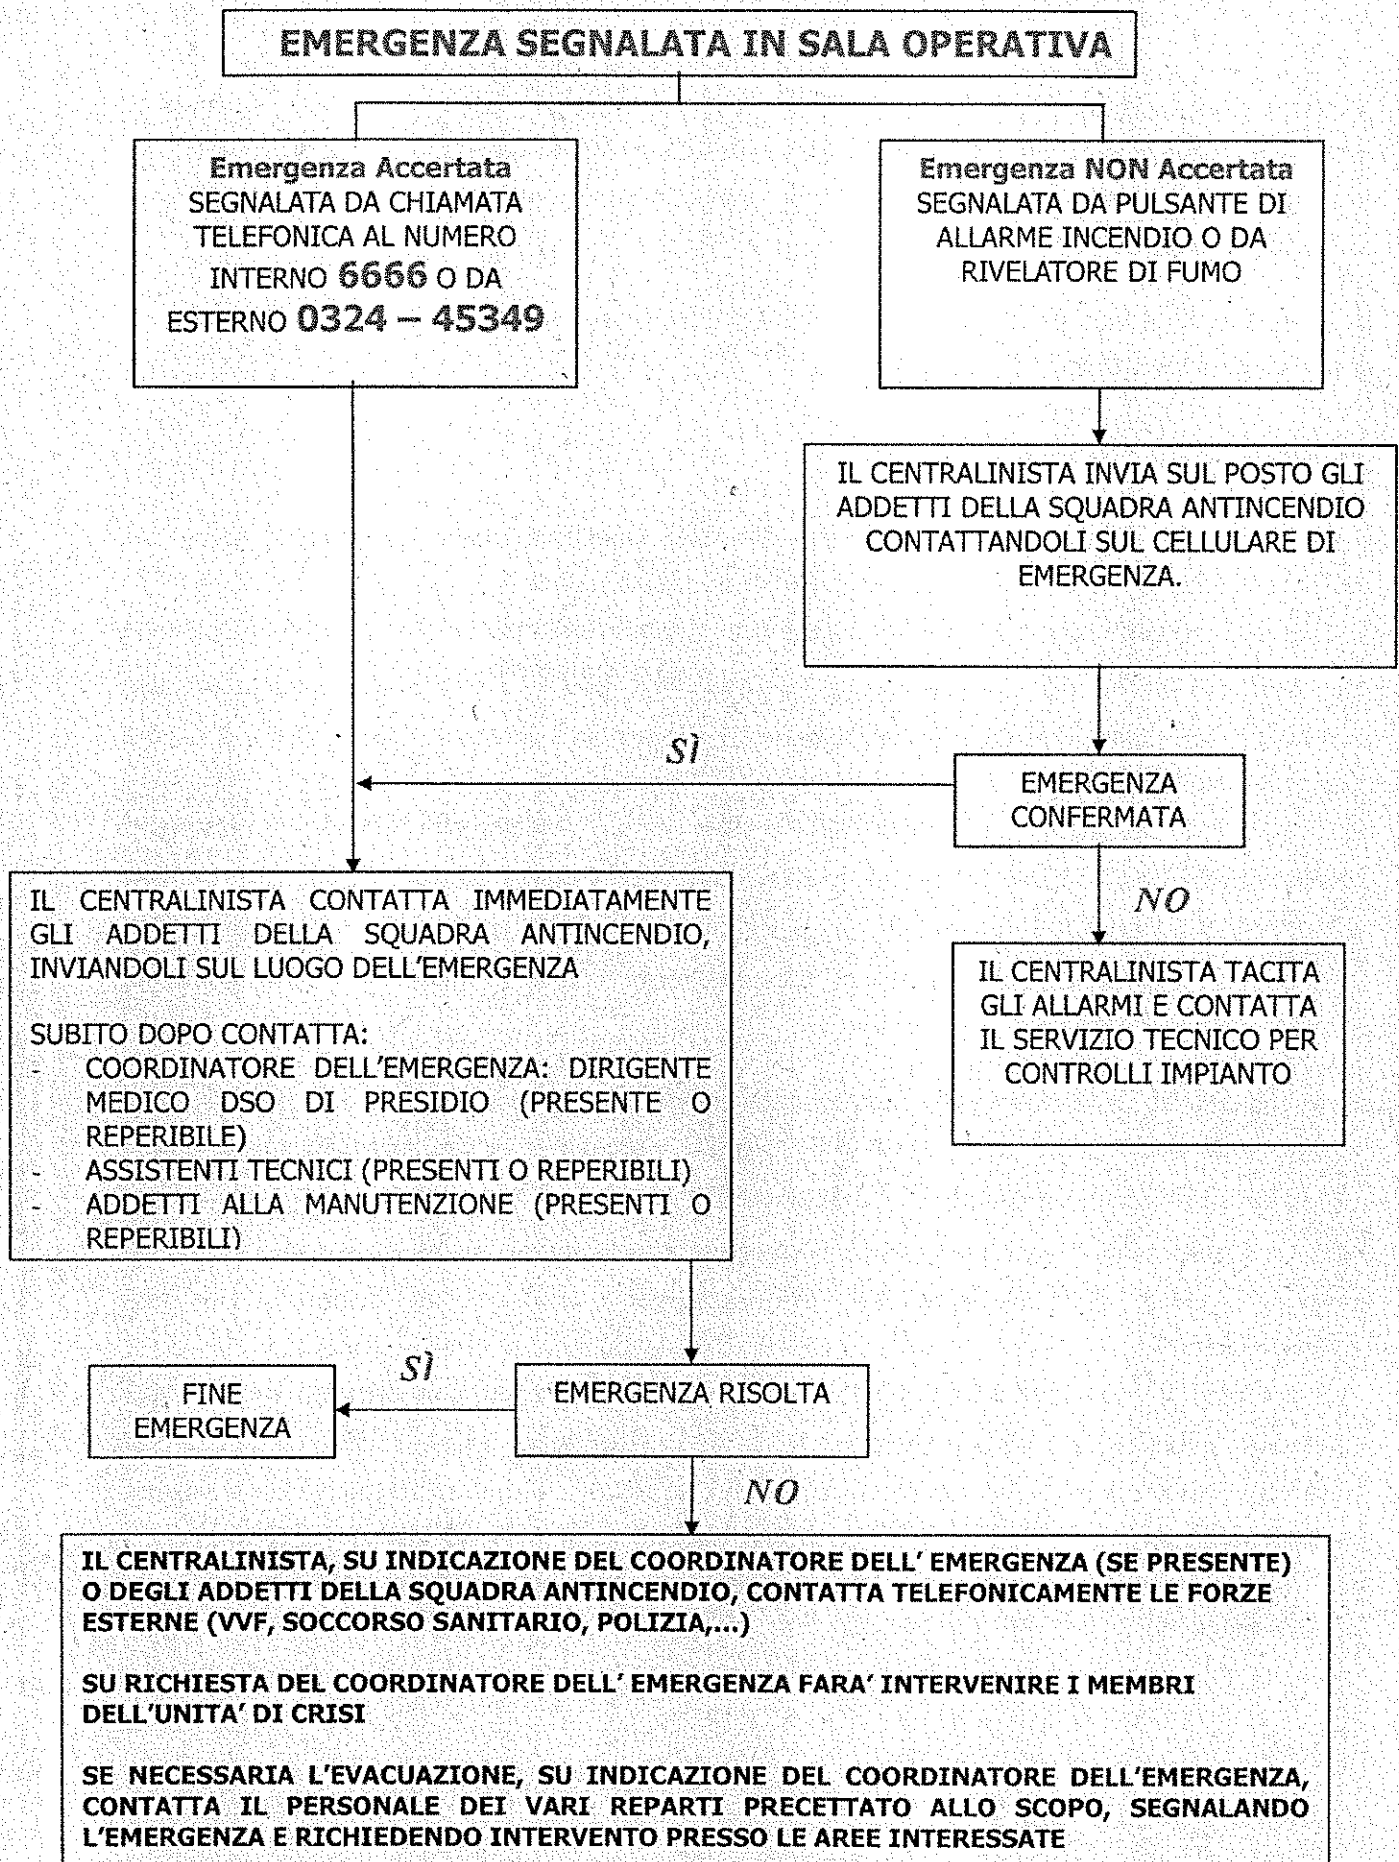 EMERGENZA SEGNALATA IN SALA OPERATIVA
Emergenza Accertata
SEGNALATA DA CHIAMATA
TELEFONICA AL NUMERO
INTERNO 6666 O DA
ESTERNO 0324 – 45349
Emergenza NON Accertata
SEGNALATA DA PULSANTE DI
ALLARME INCENDIO O DA
RIVELATORE DI FUMO
IL CENTRALINISTA INVIA SUL POSTO GLI
ADDETTI DELLA SQUADRA ANTINCENDIO
CONTATTANDOLI SUL CELLULARE DI
EMERGENZA.
SÌ
EMERGENZA
CONFERMATA
NO
IL CENTRALINISTA CONTATTA IMMEDIATAMENTE
GLI ADDETTI DELLA SQUADRA ANTINCENDIO,
INVIANDOLI SUL LUOGO DELL'EMERGENZA
SUBITO DOPO CONTATTA:
- COORDINATORE DELL'EMERGENZA: DIRIGENTE
MEDICO DSO DI PRESIDIO (PRESENTE O
REPERIBILE)
- ASSISTENTI TECNICI (PRESENTI O REPERIBILI)
- ADDETTI ALLA MANUTENZIONE (PRESENTI O
REPERIBILI)
IL CENTRALINISTA TACITA
GLI ALLARMI E CONTATTA
IL SERVIZIO TECNICO PER
CONTROLLI IMPIANTO
FINE
EMERGENZA
SÌ
EMERGENZA RISOLTA
NO
IL CENTRALINISTA, SU INDICAZIONE DEL COORDINATORE DELL' EMERGENZA (SE PRESENTE)
O DEGLI ADDETTI DELLA SQUADRA ANTINCENDIO, CONTATTA TELEFONICAMENTE LE FORZE
ESTERNE (VVF, SOCCORSO SANITARIO, POLIZIA,...)
SU RICHIESTA DEL COORDINATORE DELL' EMERGENZA FARA' INTERVENIRE I MEMBRI
DELL'UNITA' DI CRISI
SE NECESSARIA L'EVACUAZIONE, SU INDICAZIONE DEL COORDINATORE DELL'EMERGENZA,
CONTATTA IL PERSONALE DEI VARI REPARTI PRECETTATO ALLO SCOPO, SEGNALANDO
L'EMERGENZA E RICHIEDENDO INTERVENTO PRESSO LE AREE INTERESSATE